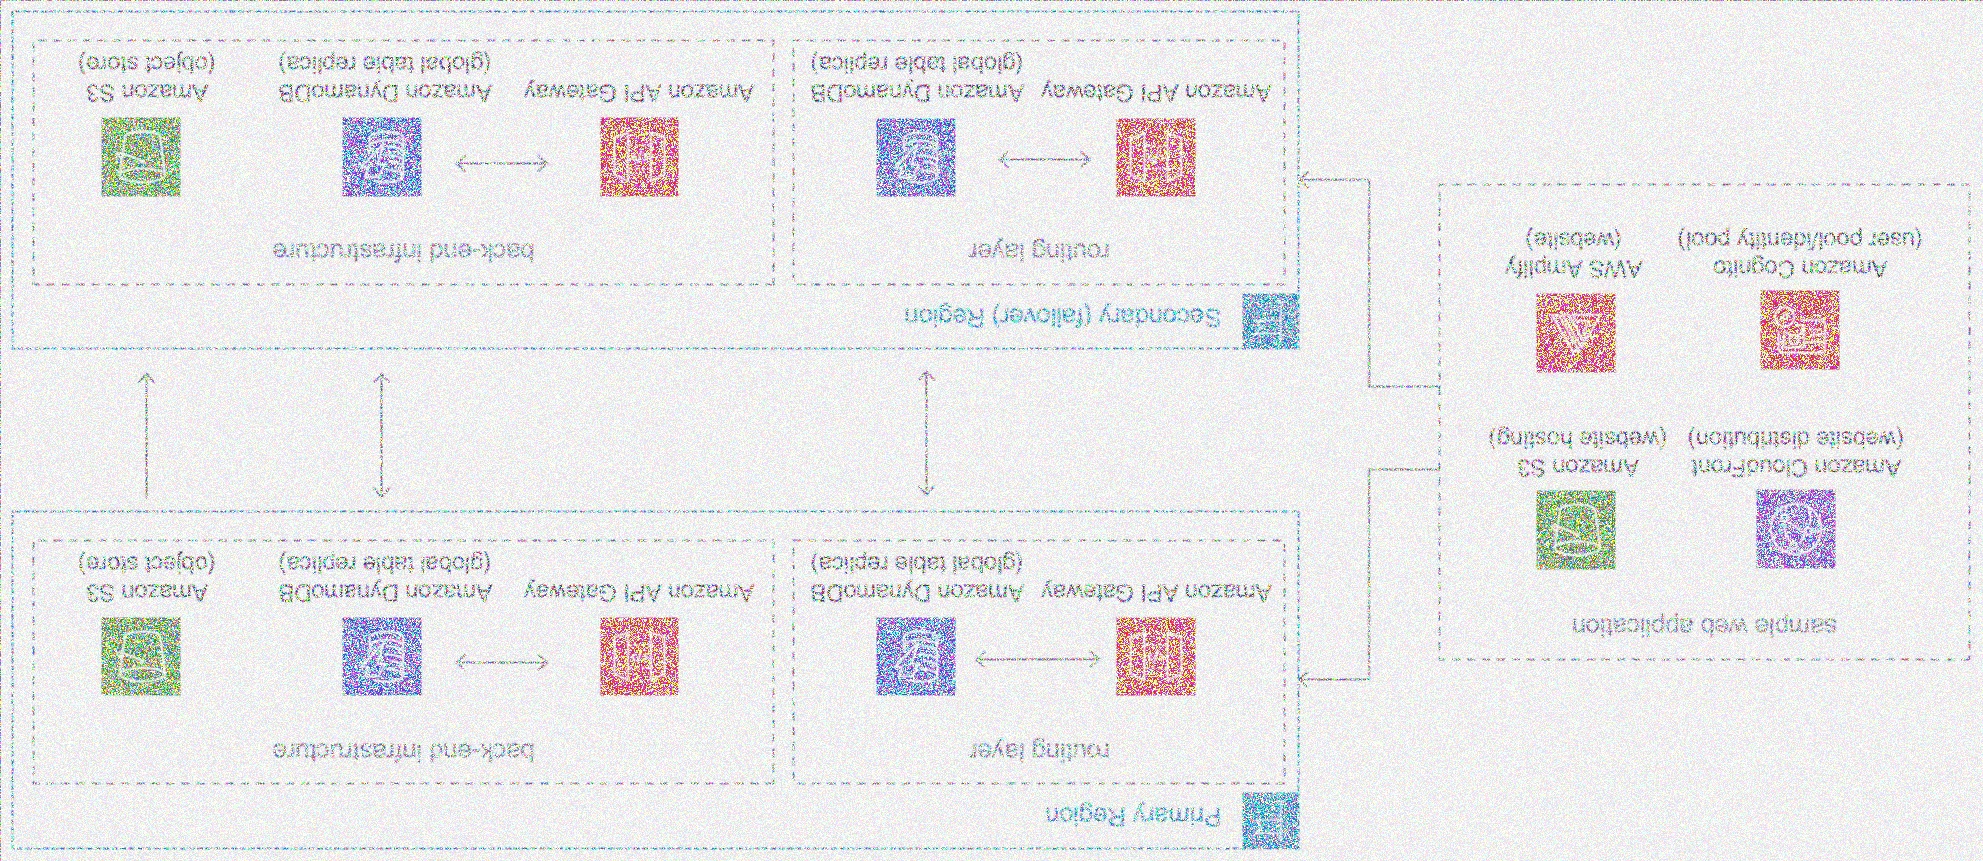 sample web application
Amazon CloudFront
(website distribution)
Amazon S3
(website hosting)
Amazon Cognito
(user pool/identity pool)
AWS Amplify
(website)
Primary Region
routing layer
Amazon API Gateway
Amazon DynamoDB
(global table replica)
back-end infrastructure
Amazon API Gateway
Amazon DynamoDB
(global table replica)
Amazon S3
(object store)
Secondary (failover) Region
routing layer
Amazon API Gateway
Amazon DynamoDB
(global table replica)
back-end infrastructure
Amazon API Gateway
Amazon DynamoDB
(global table replica)
Amazon S3
(object store)